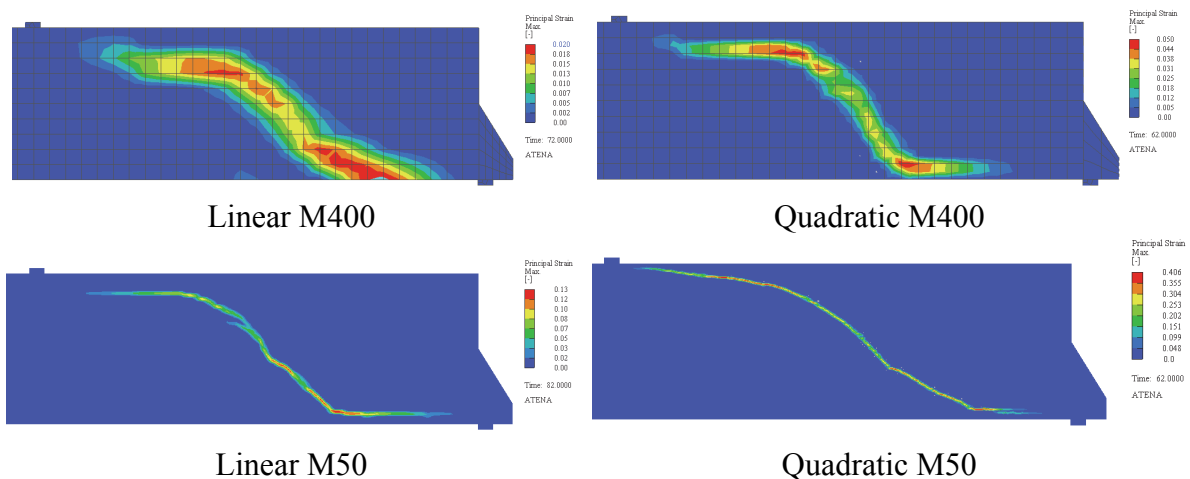 Principal Strain
Max.
[-]
0.020
0.018
0.015
0.013
0.010
0.007
0.005
0.002
0.00
Time: 72.0000
ATENA
Linear M400
Principal Strain
Max.
[-]
0.050
0.044
0.038
0.031
0.025
0.018
0.012
0.005
0.00
Time: 62.0000
ATENA
Quadratic M400
Principal Strain
Max.
[-]
0.13
0.12
0.10
0.08
0.07
0.05
0.03
0.02
0.00
Time: 82.0000
ATENA
Linear M50
Principal Strain
Max.
[-]
0.406
0.355
0.304
0.253
0.202
0.151
0.099
0.048
0.0
Time: 62.0000
ATENA
Quadratic M50